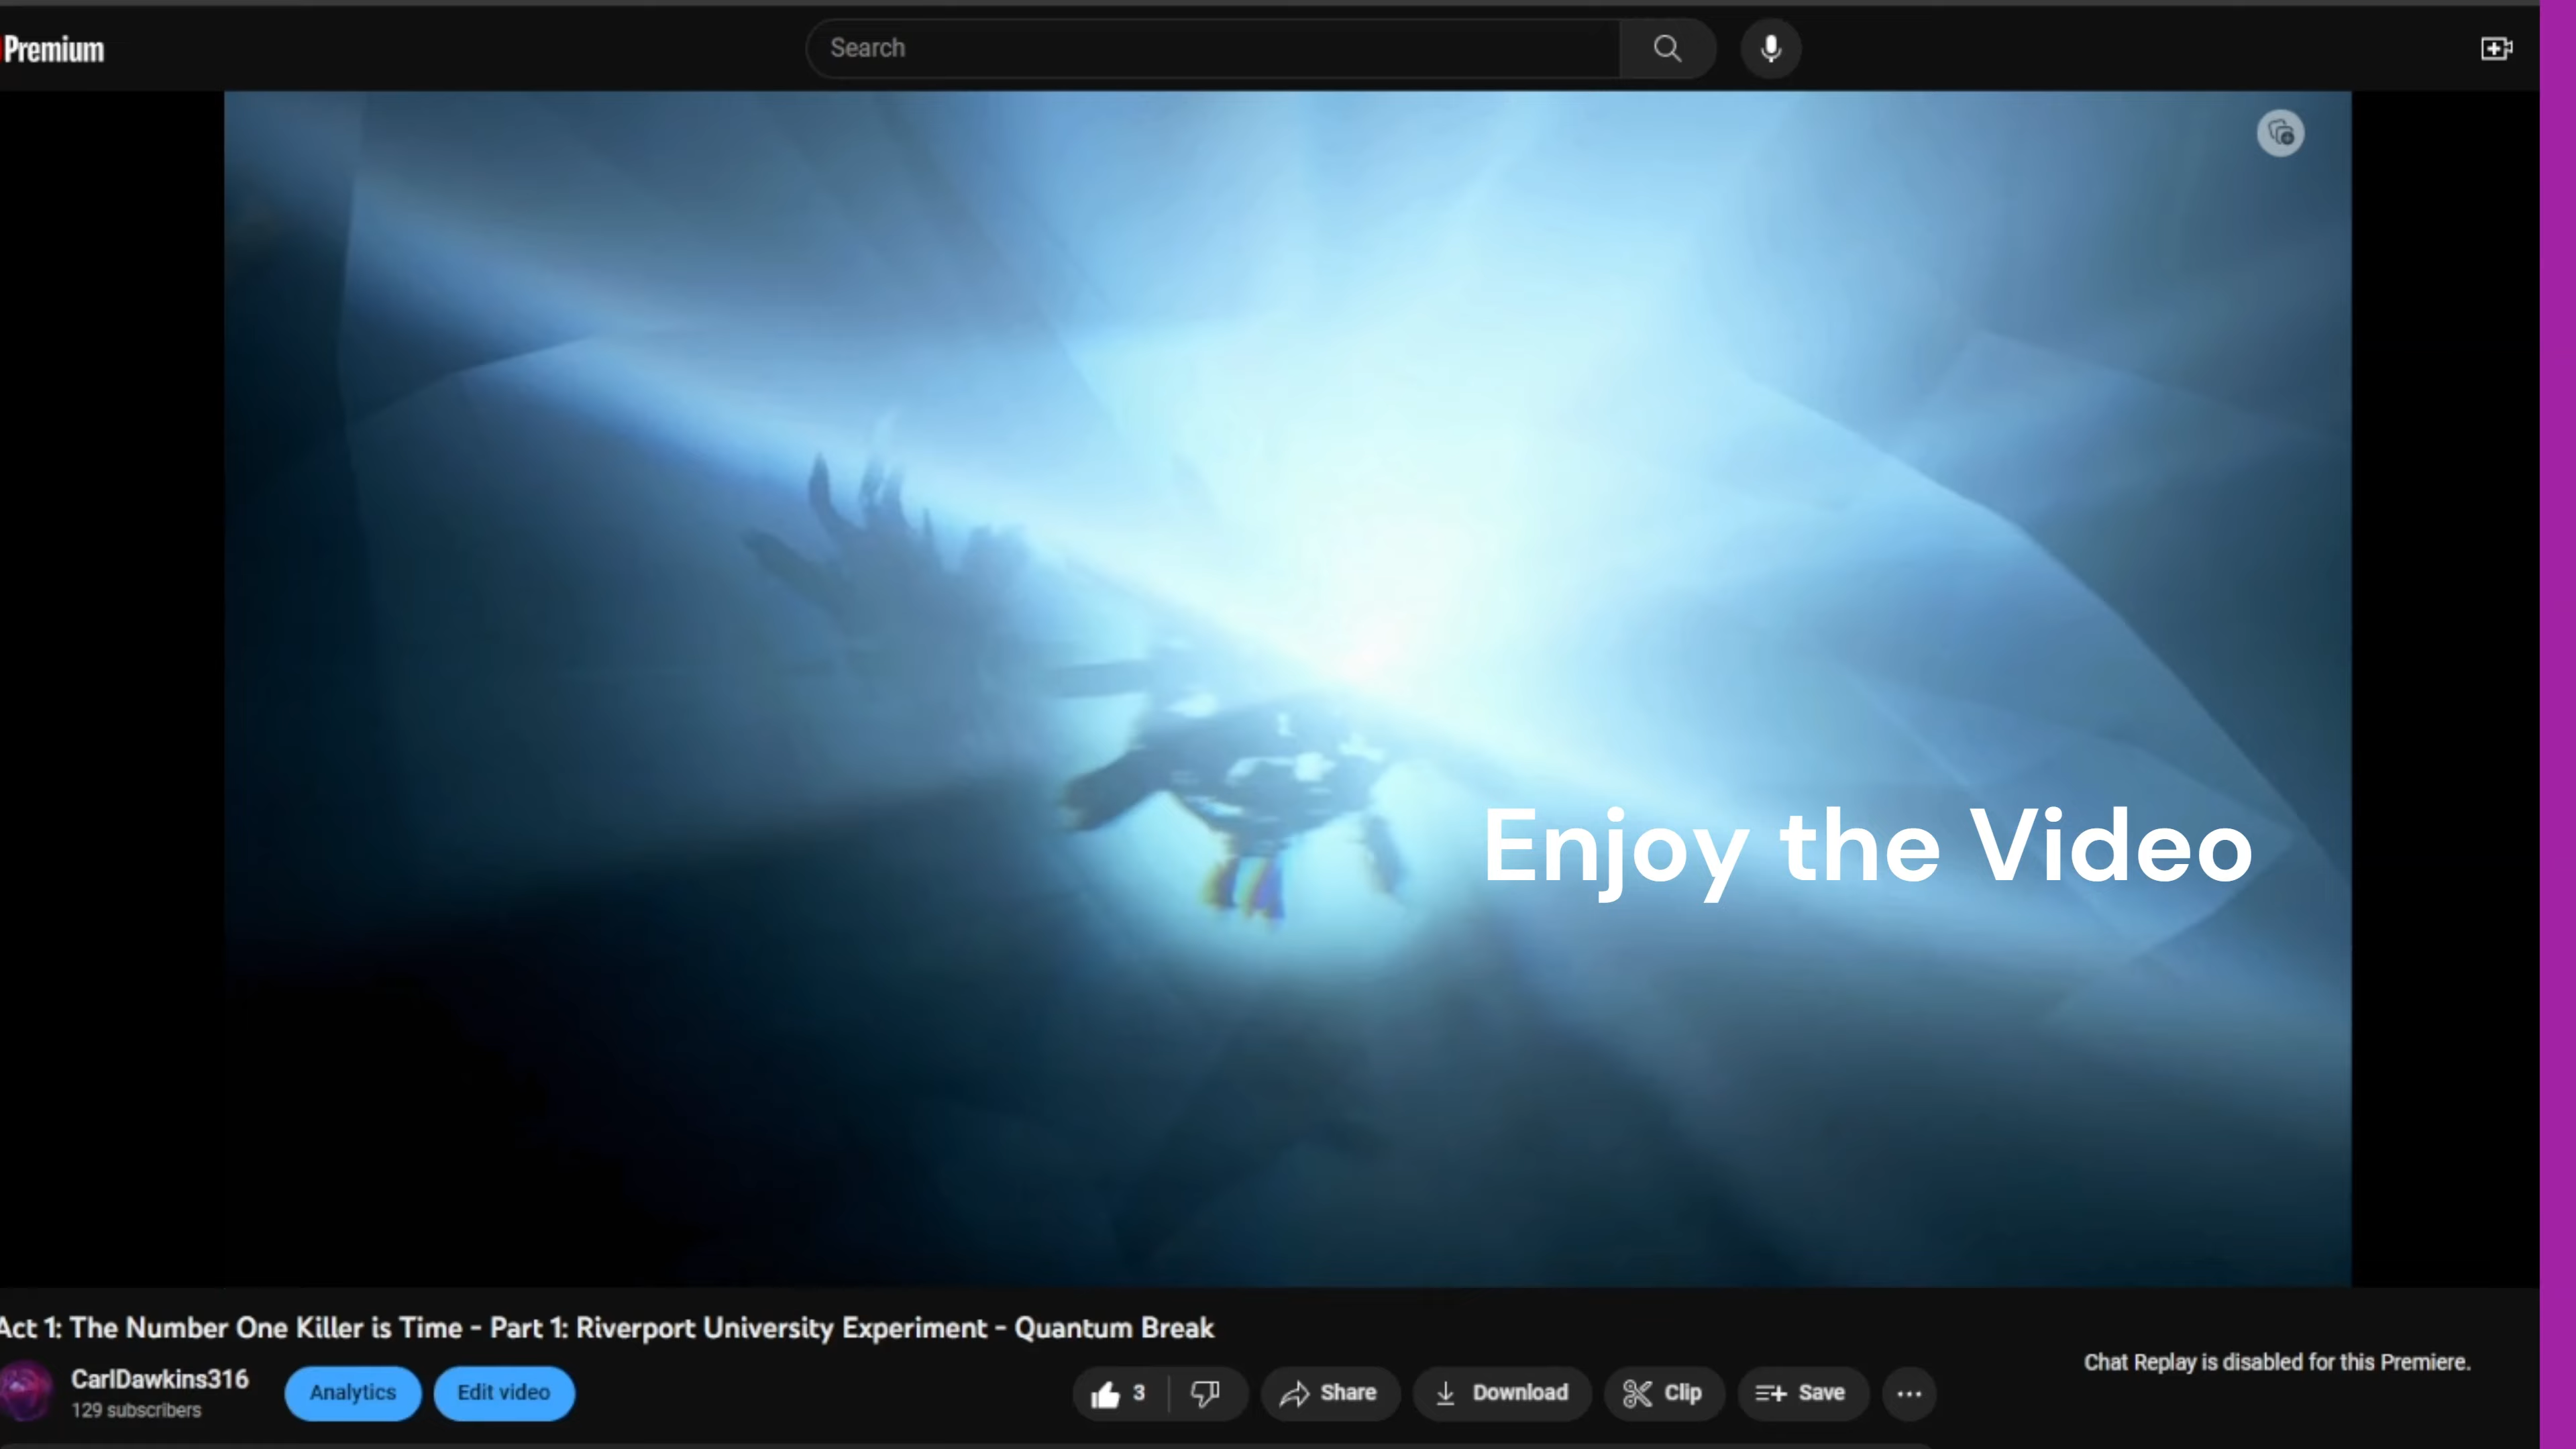 Premium
Search
Enjoy the Video
Act 1: The Number One Killer is Time - Part 1: Riverport University Experiment - Quantum Break
Chat Replay is disabled for this Premiere.
CarlDawkins316
129 subscribers
Analytics
Edit video
3
Share
Download
Clip
Save